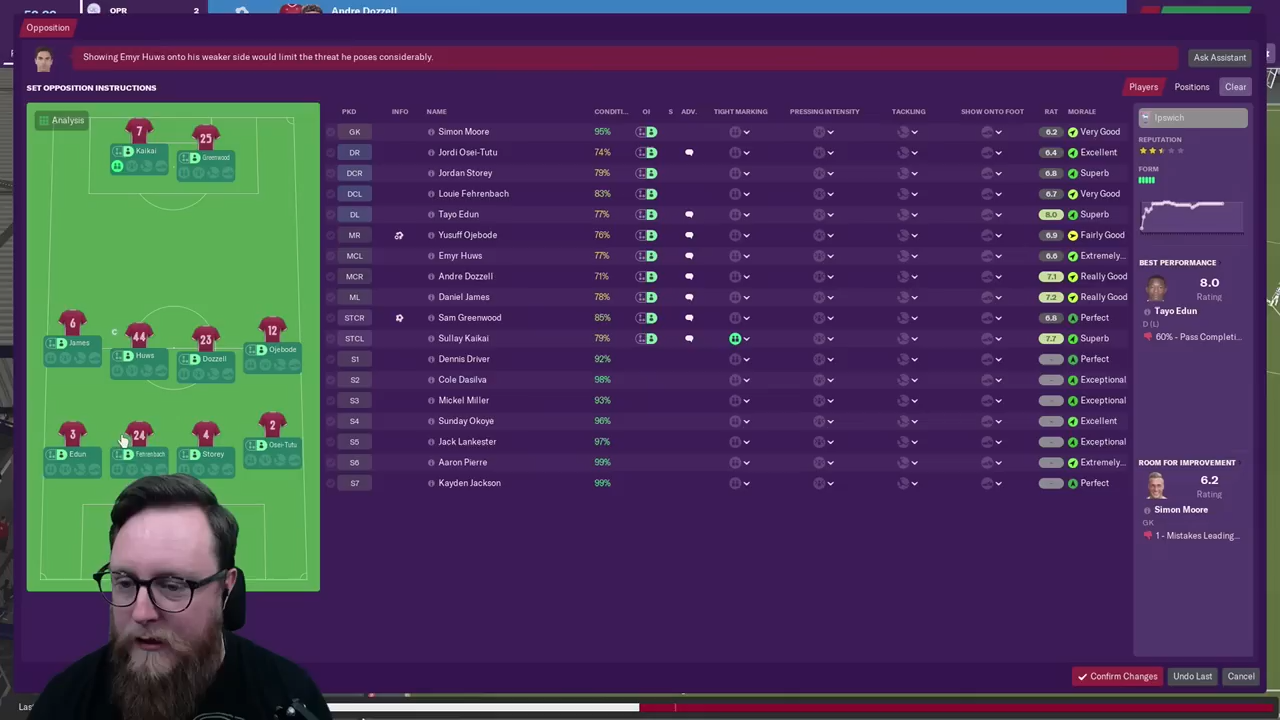 QPR 2 Andre Dozzell
Opposition
Showing Emyr Huws onto his weaker side would limit the threat he poses considerably.
Ask Assistant
SET OPPOSITION INSTRUCTIONS
Players Positions Clear
Analysis
7 25
Kaikai Greenwood
6 44 23 12
James C Huws Dozzell Ojebode
3 24 4 2
Edun Fehrenbach Storey Osei-Tutu
PKD INFO NAME CONDITI... OI S ADV. TIGHT MARKING PRESSING INTENSITY TACKLING SHOW ONTO FOOT RAT MORALE
GK Simon Moore 95% 6.2 Very Good
DR Jordi Osei-Tutu 74% 6.4 Excellent
DCR Jordan Storey 79% 6.8 Superb
DCL Louie Fehrenbach 83% 6.7 Very Good
DL Tayo Edun 77% 8.0 Superb
MR Yusuff Ojebode 76% 6.9 Fairly Good
MCL Emyr Huws 77% 6.6 Extremely...
MCR Andre Dozzell 71% 7.1 Really Good
ML Daniel James 78% 7.2 Really Good
STCR Sam Greenwood 85% 6.8 Perfect
STCL Sullay Kaikai 79% 7.7 Superb
S1 Dennis Driver 92% - Perfect
S2 Cole Dasilva 98% - Exceptional
S3 Mickel Miller 93% - Exceptional
S4 Sunday Okoye 96% - Excellent
S5 Jack Lankester 97% - Exceptional
S6 Aaron Pierre 99% - Extremely...
S7 Kayden Jackson 99% - Perfect
Ipswich
REPUTATION
FORM
BEST PERFORMANCE
8.0
Rating
Tayo Edun
D (L)
60% - Pass Completi...
ROOM FOR IMPROVEMENT
6.2
Rating
Simon Moore
GK
1 - Mistakes Leading...
Confirm Changes Undo Last Cancel